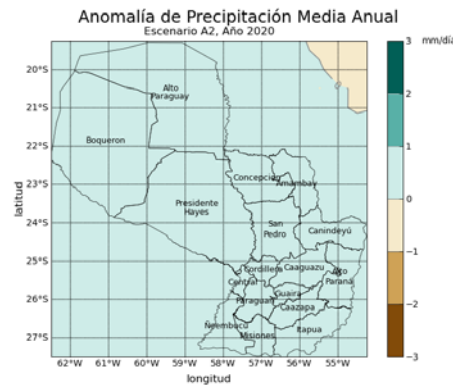 Anomalía de Precipitación Media Anual
Escenario A2, Año 2020
mm/día
3
2
1
0
−1
−2
−3
20°S
21°S
22°S
23°S
24°S
25°S
26°S
27°S
latitud
Alto
Paraguay
Boqueron
Concepción
Amambay
Presidente
Hayes
San
Pedro
Canindeyú
Cordillera
Caaguazu
Alto
Paraná
Central
Guaira
Paraguari
Caazapa
Ñeembucú
Itapua
Misiones
62°W 61°W 60°W 59°W 58°W 57°W 56°W 55°W
longitud